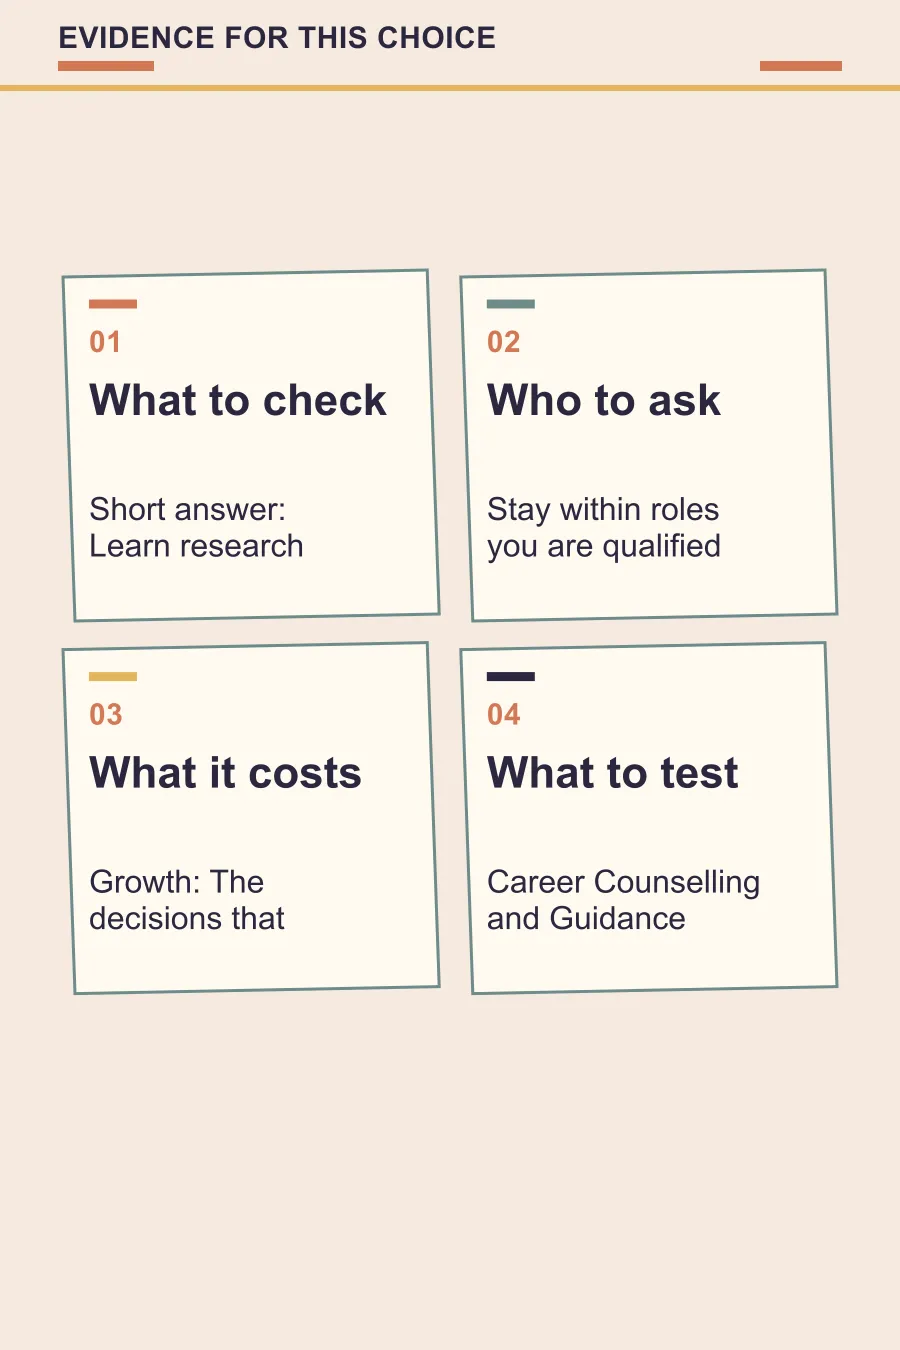 EVIDENCE FOR THIS CHOICE
01
What to check
Short answer:
Learn research
02
Who to ask
Stay within roles
you are qualified
03
What it costs
Growth: The
decisions that
04
What to test
Career Counselling
and Guidance